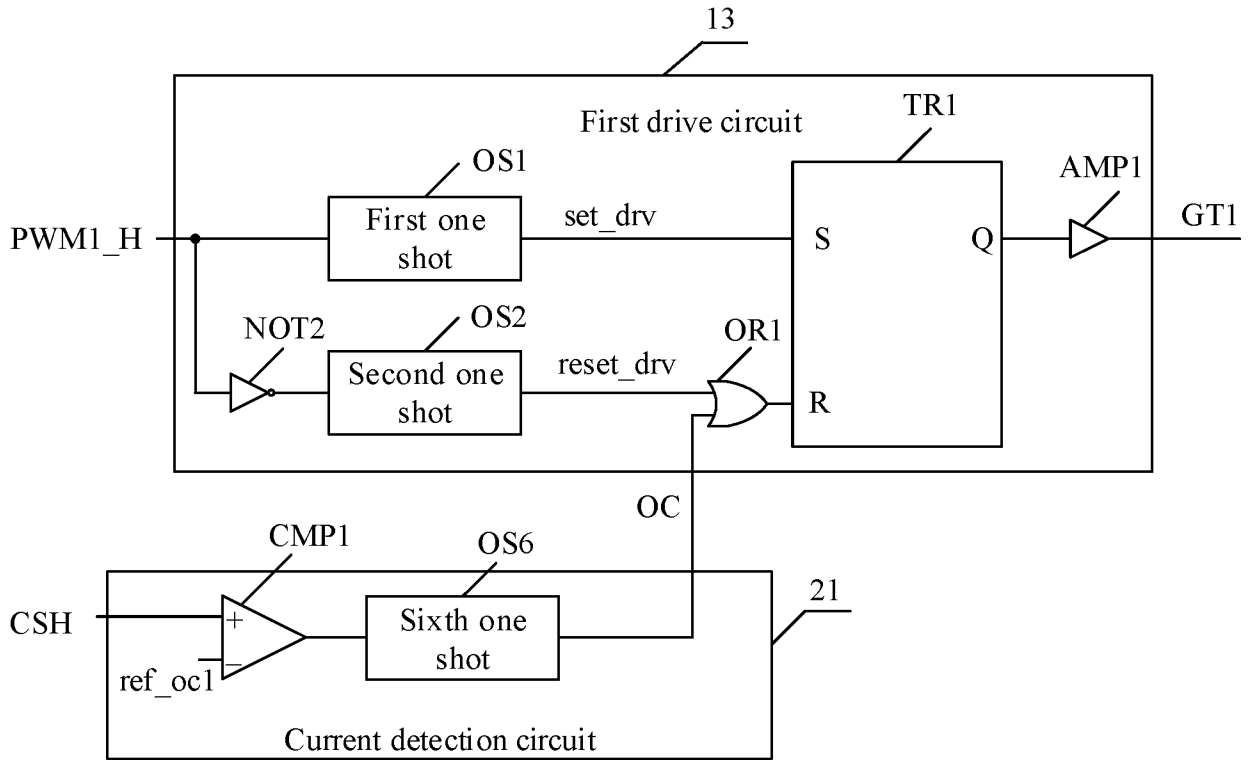 13
First drive circuit
TR1
OS1
AMP1
PWM1_H
First one
shot
set_drv
S
Q
GT1
NOT2
OS2
OR1
Second one
shot
reset_drv
R
OC
CMP1
OS6
21
CSH
+
Sixth one
shot
−
ref_oc1
Current detection circuit